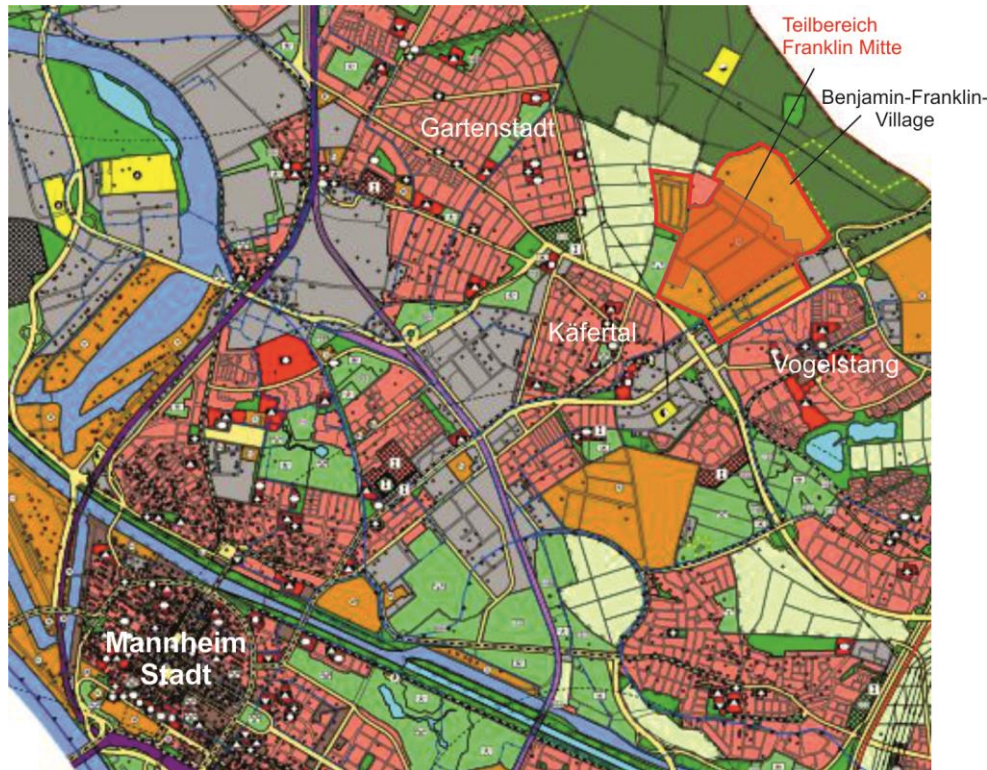 Teilbereich
Franklin Mitte
Benjamin-Franklin-
Village
Gartenstadt
Käfertal
Vogelstang
Mannheim
Stadt